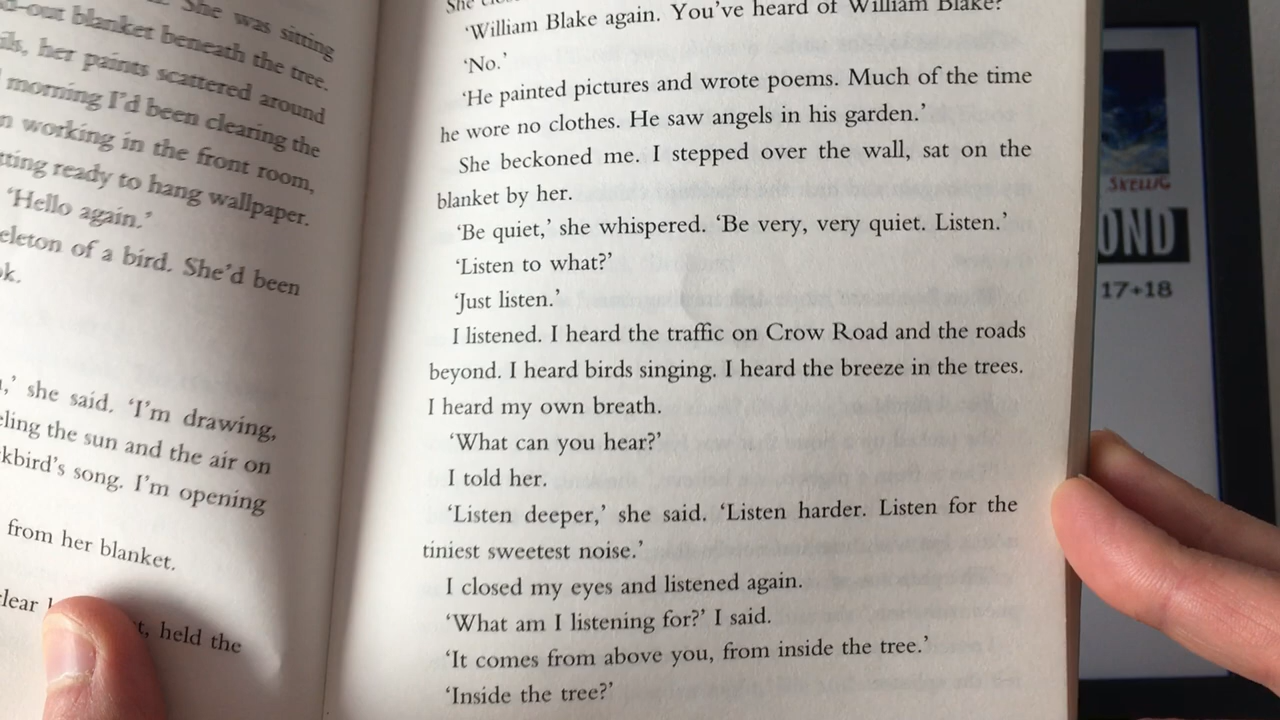 She was sitting
-out blanket beneath the tree.
her paints scattered around
morning I'd been clearing the
working in the front room,
ready to hang wallpaper.
'Hello again.'
of a bird. She'd been
she said. 'I'm drawing,
the sun and the air on
song. I'm opening
from her blanket.
held the
She
'William Blake again. You've heard of William Blake?'
'No.'
'He painted pictures and wrote poems. Much of the time
he wore no clothes. He saw angels in his garden.'
She beckoned me. I stepped over the wall, sat on the
blanket by her.
'Be quiet,' she whispered. 'Be very, very quiet. Listen.'
'Listen to what?'
'Just listen.'
I listened. I heard the traffic on Crow Road and the roads
beyond. I heard birds singing. I heard the breeze in the trees.
I heard my own breath.
'What can you hear?'
I told her.
'Listen deeper,' she said. 'Listen harder. Listen for the
tiniest sweetest noise.'
I closed my eyes and listened again.
'What am I listening for?' I said.
'It comes from above you, from inside the tree.'
'Inside the tree?'
SKELLIG
OND
17+18